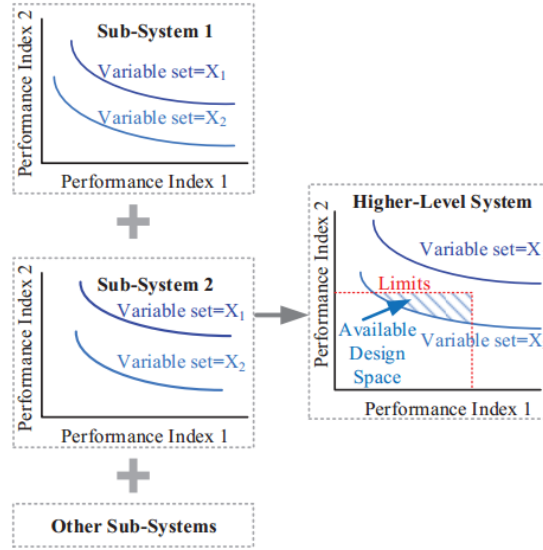 Sub-System 1
Variable set=X1
Variable set=X2
Performance Index 2
Performance Index 1
+
Sub-System 2
Variable set=X1
Variable set=X2
Performance Index 2
Performance Index 1
+
Other Sub-Systems
Higher-Level System
Variable set=X
Limits
Available
Design
Space
Variable set=X
Performance Index 2
Performance Index 1